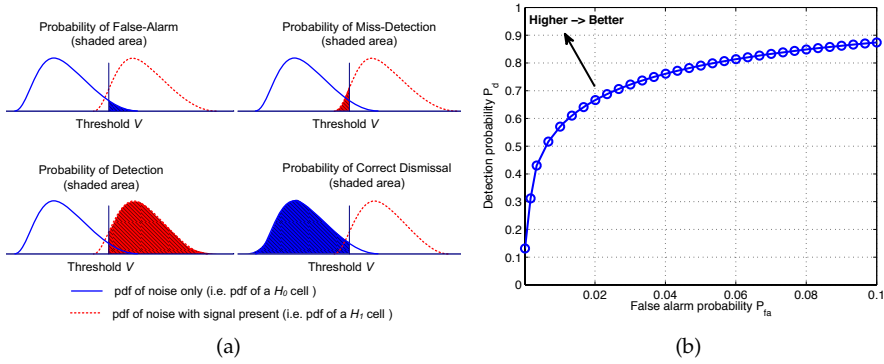 Probability of False-Alarm
(shaded area)
Threshold V
Probability of Miss-Detection
(shaded area)
Threshold V
Probability of Detection
(shaded area)
Threshold V
Probability of Correct Dismissal
(shaded area)
Threshold V
pdf of noise only (i.e. pdf of a H0 cell )
pdf of noise with signal present (i.e. pdf of a H1 cell )
(a)
Higher –> Better
Detection probability Pd
1
0.9
0.8
0.7
0.6
0.5
0.4
0.3
0.2
0.1
0
0.02
0.04
0.06
0.08
0.1
False alarm probability Pfa
(b)